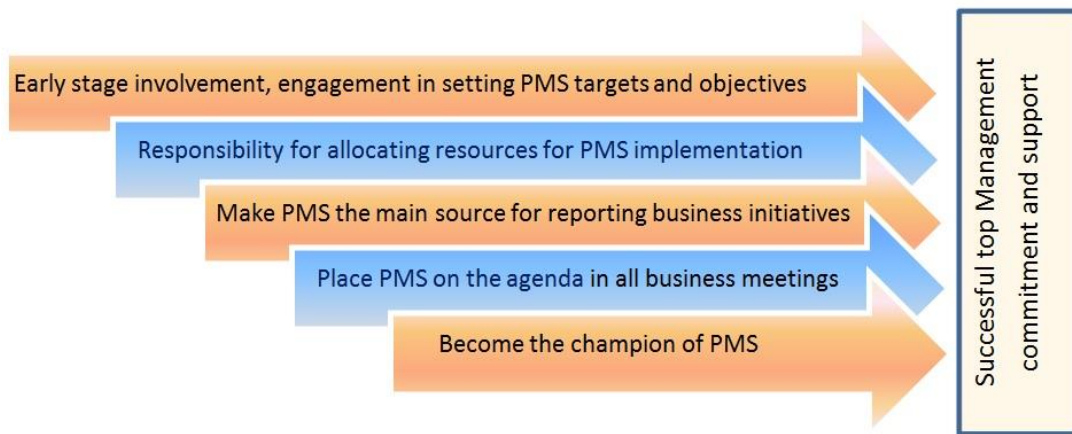 Early stage involvement, engagement in setting PMS targets and objectives
Responsibility for allocating resources for PMS implementation
Make PMS the main source for reporting business initiatives
Place PMS on the agenda in all business meetings
Become the champion of PMS
Successful top Management
commitment and support